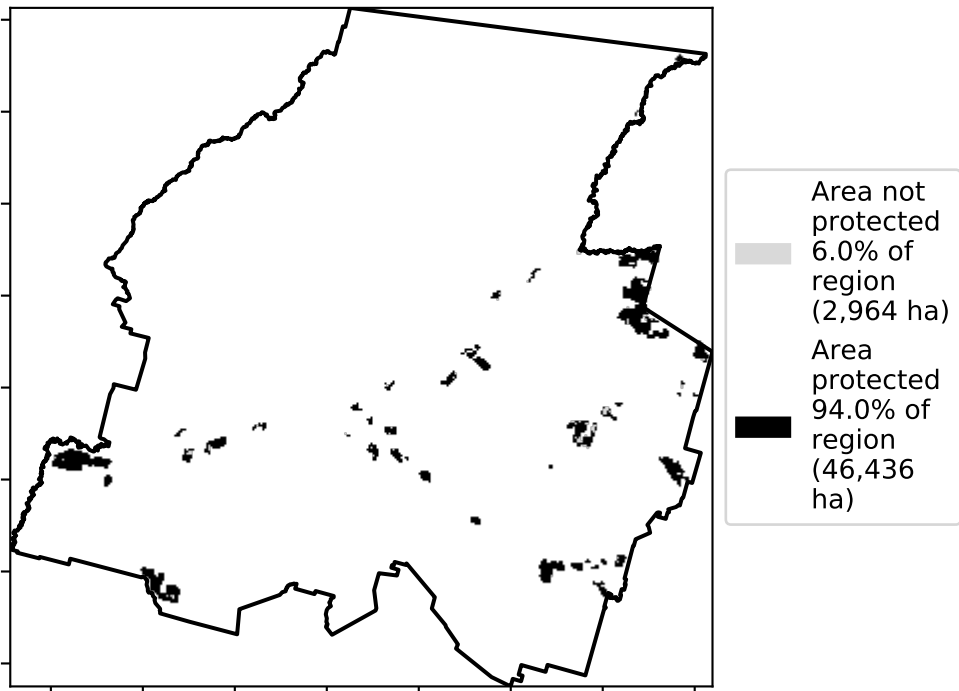 Area not
protected
6.0% of
region
(2,964 ha)
Area
protected
94.0% of
region
(46,436
ha)